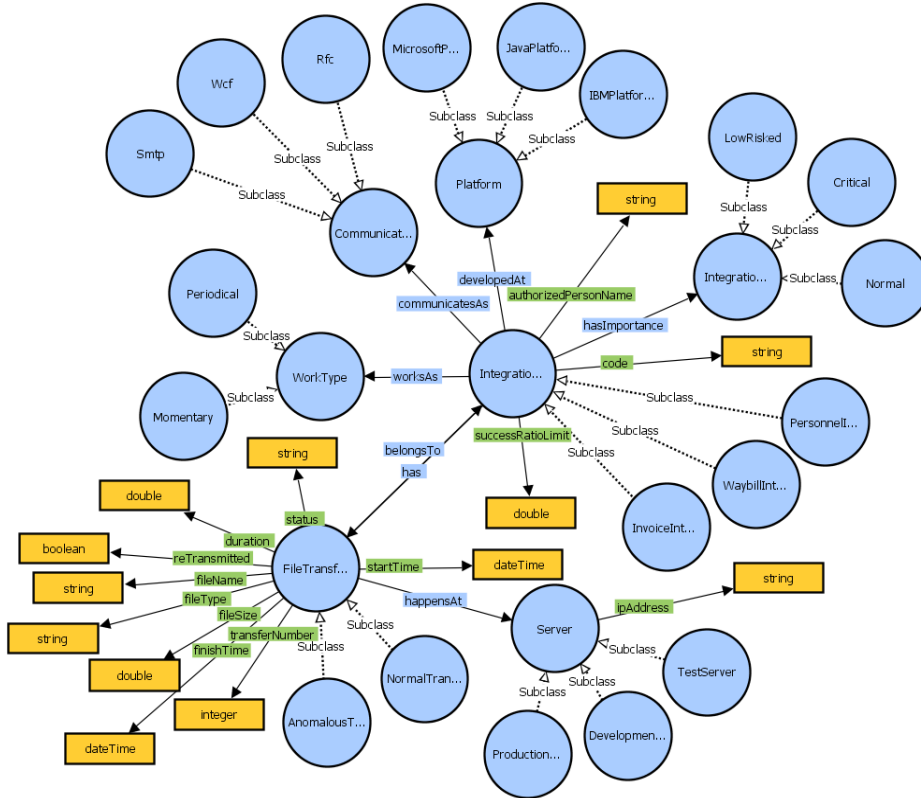 MicrosoftP...
JavaPlatfo...
Rfc
Wcf
IBMPlatfor...
Subclass
Subclass
Subclass
LowRisked
Smtp
Subclass
Subclass
Subclass
Platform
Critical
string
Subclass
Communicat...
Subclass
Integratio...
Subclass
Normal
developedAt
Periodical
authorizedPersonName
communicatesAs
hasImportance
Subclass
string
code
WorkType
worksAs
Integratio...
Subclass
Subclass
Momentary
PersonnelI...
successRatioLimit
Subclass
string
belongsTo
Subclass
has
WaybillInt...
double
double
InvoiceInt...
status
duration
boolean
reTransmitted
startTime
dateTime
FileTransf...
fileName
string
string
fileType
happensAt
ipAddress
fileSize
string
transferNumber
Server
finishTime
Subclass
Subclass
double
NormalTran...
TestServer
Subclass
Subclass
integer
AnomalousT...
Developmen...
dateTime
Production...